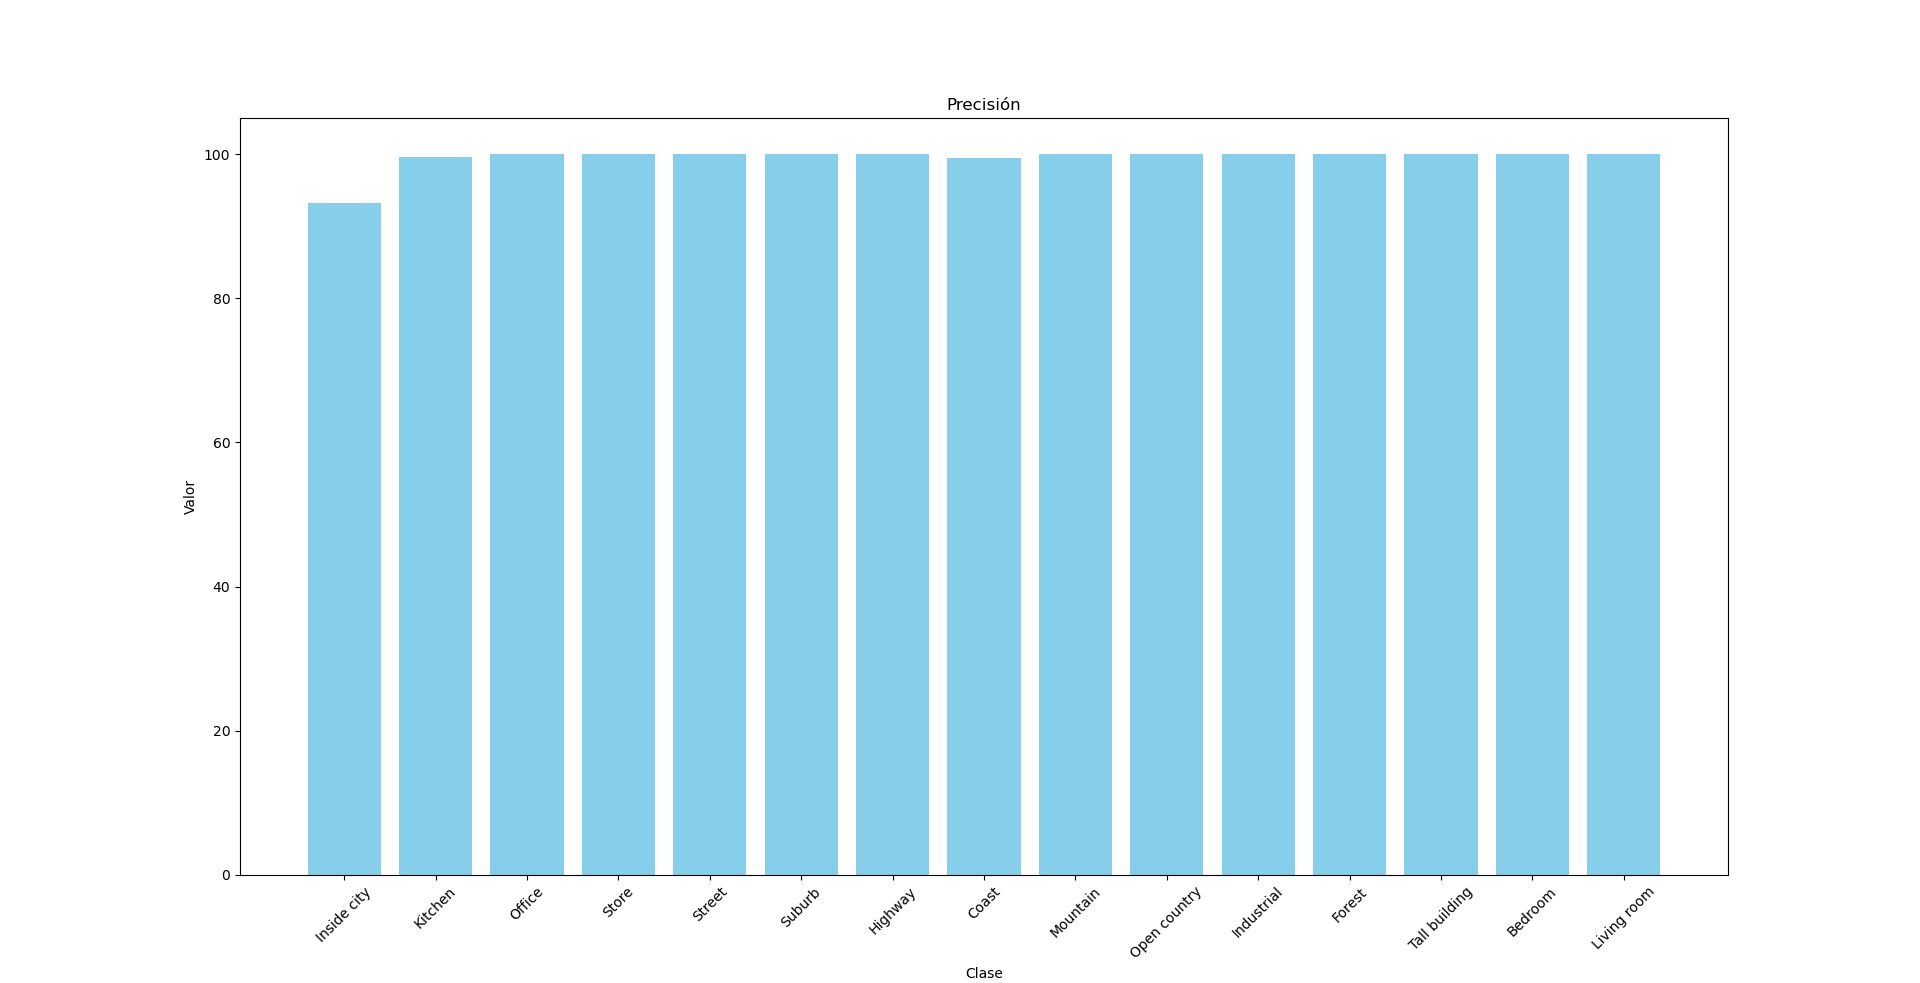 Precisión
100
80
60
40
20
0
Valor
Inside city
Kitchen
Office
Store
Street
Suburb
Highway
Coast
Mountain
Open country
Industrial
Forest
Tall building
Bedroom
Living room
Clase